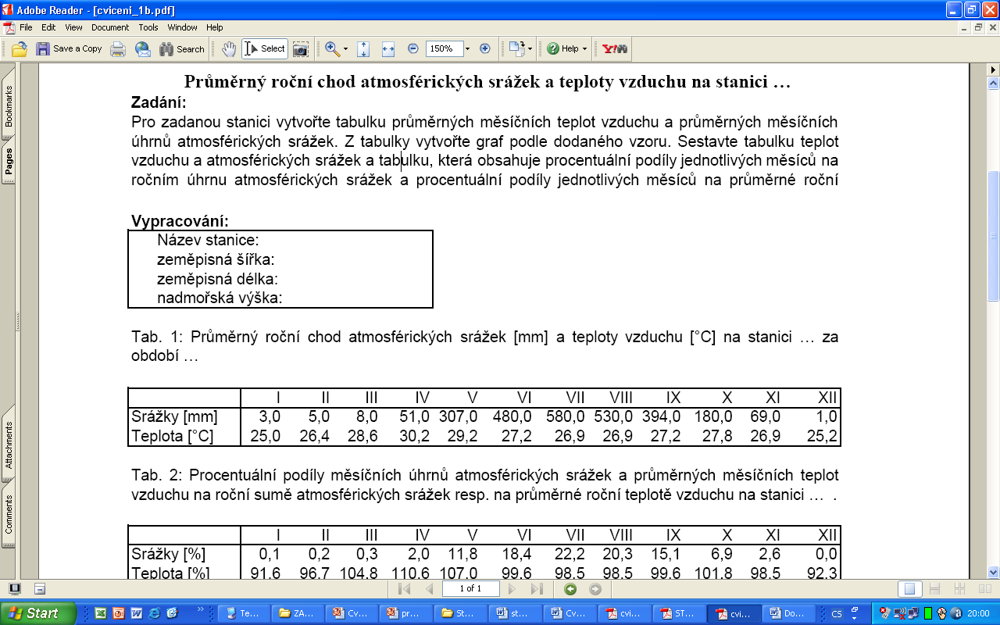 Adobe Reader - [cviceni_1b.pdf]
File Edit View Document Tools Window Help
Save a Copy Search Select 150% Help Y!
Bookmarks
Pages
Attachments
Comments
Průměrný roční chod atmosférických srážek a teploty vzduchu na stanici …
Zadání:
Pro zadanou stanici vytvořte tabulku průměrných měsíčních teplot vzduchu a průměrných měsíčních
úhrnů atmosférických srážek. Z tabulky vytvořte graf podle dodaného vzoru. Sestavte tabulku teplot
vzduchu a atmosférických srážek a tabulku, která obsahuje procentuální podíly jednotlivých měsíců na
ročním úhrnu atmosférických srážek a procentuální podíly jednotlivých měsíců na průměrné roční
Vypracování:
Název stanice:
zeměpisná šířka:
zeměpisná délka:
nadmořská výška:
Tab. 1: Průměrný roční chod atmosférických srážek [mm] a teploty vzduchu [°C] na stanici … za
období …
I II III IV V VI VII VIII IX X XI XII
Srážky [mm] 3,0 5,0 8,0 51,0 307,0 480,0 580,0 530,0 394,0 180,0 69,0 1,0
Teplota [°C] 25,0 26,4 28,6 30,2 29,2 27,2 26,9 26,9 27,2 27,8 26,9 25,2
Tab. 2: Procentuální podíly měsíčních úhrnů atmosférických srážek a průměrných měsíčních teplot
vzduchu na roční sumě atmosférických srážek resp. na průměrné roční teplotě vzduchu na stanici … .
I II III IV V VI VII VIII IX X XI XII
Srážky [%] 0,1 0,2 0,3 2,0 11,8 18,4 22,2 20,3 15,1 6,9 2,6 0,0
Teplota [%] 91,6 96,7 104,8 110,6 107,0 99,6 98,5 98,5 99,6 101,8 98,5 92,3
1 of 1
Start Te... ZA... Cv... pr... St... st... Cv... cvi... ST... cvi... Do... CS 20:00